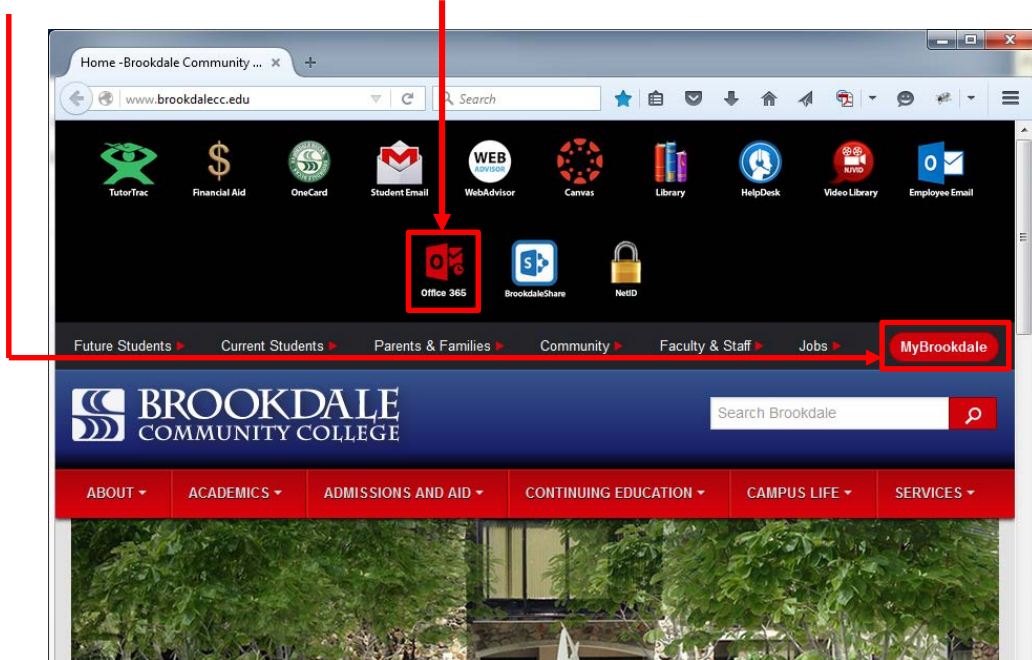 Home -Brookdale Community ...
www.brookdalecc.edu
Search
TutorTrac
$
Financial Aid
OneCard
Student Email
WEB
ADVISOR
WebAdvisor
Canvas
Library
HelpDesk
NJVID
Video Library
Employee Email
Office 365
BrookdaleShare
NetID
Future Students
Current Students
Parents & Families
Community
Faculty & Staff
Jobs
MyBrookdale
BROOKDALE
COMMUNITY COLLEGE
Search Brookdale
ABOUT
ACADEMICS
ADMISSIONS AND AID
CONTINUING EDUCATION
CAMPUS LIFE
SERVICES